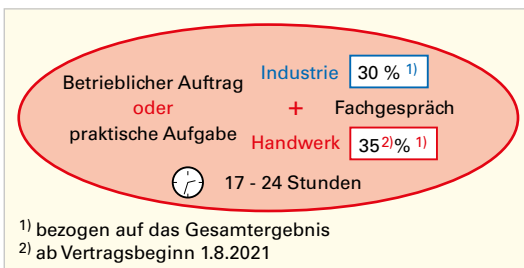 Betrieblicher Auftrag
oder
praktische Aufgabe
Industrie 30 % 1)
+ Fachgespräch
Handwerk 35 2)% 1)
17 - 24 Stunden
1) bezogen auf das Gesamtergebnis
2) ab Vertragsbeginn 1.8.2021